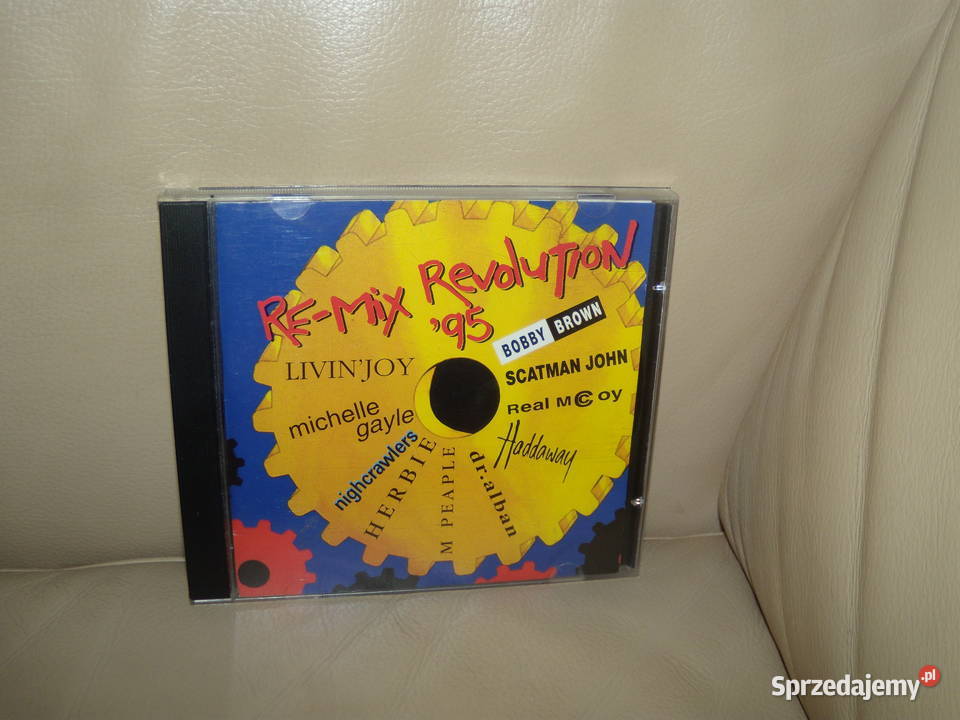 RE-MiX REVOLUTION
'95
BOBBY BROWN
LIVIN'JOY
SCATMAN JOHN
michelle
gayle
Real McCoy
Haddaway
nighcrawlers
HERBIE
M PEAPLE
dr.alban
Sprzedajemy.pl